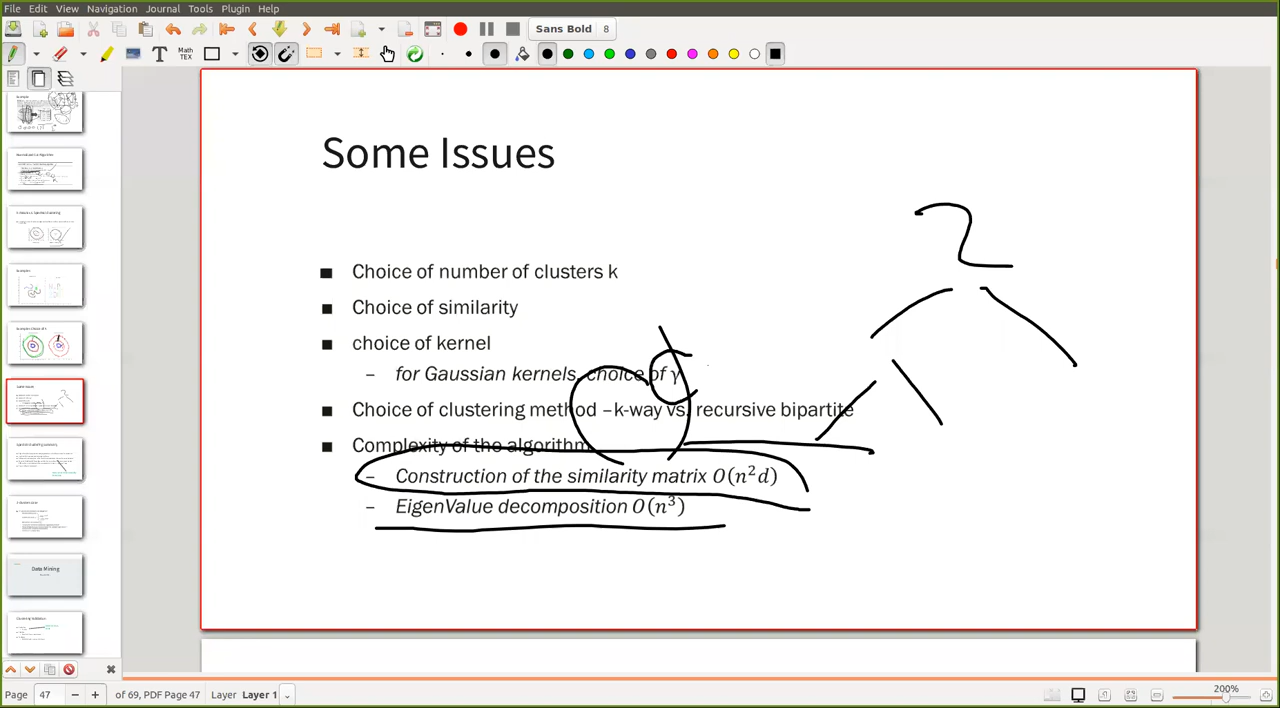 File Edit View Navigation Journal Tools Plugin Help
Sans Bold 8
T Math TEX
Some Issues
2
■ Choice of number of clusters k
■ Choice of similarity
■ choice of kernel
– for Gaussian kernels, choice of γ
■ Choice of clustering method –k-way vs. recursive bipartite
■ Complexity of the algorithm
– Construction of the similarity matrix O(n²d)
– EigenValue decomposition O(n³)
Data Mining
Page 47 − + of 69, PDF Page 47 Layer Layer 1
200%